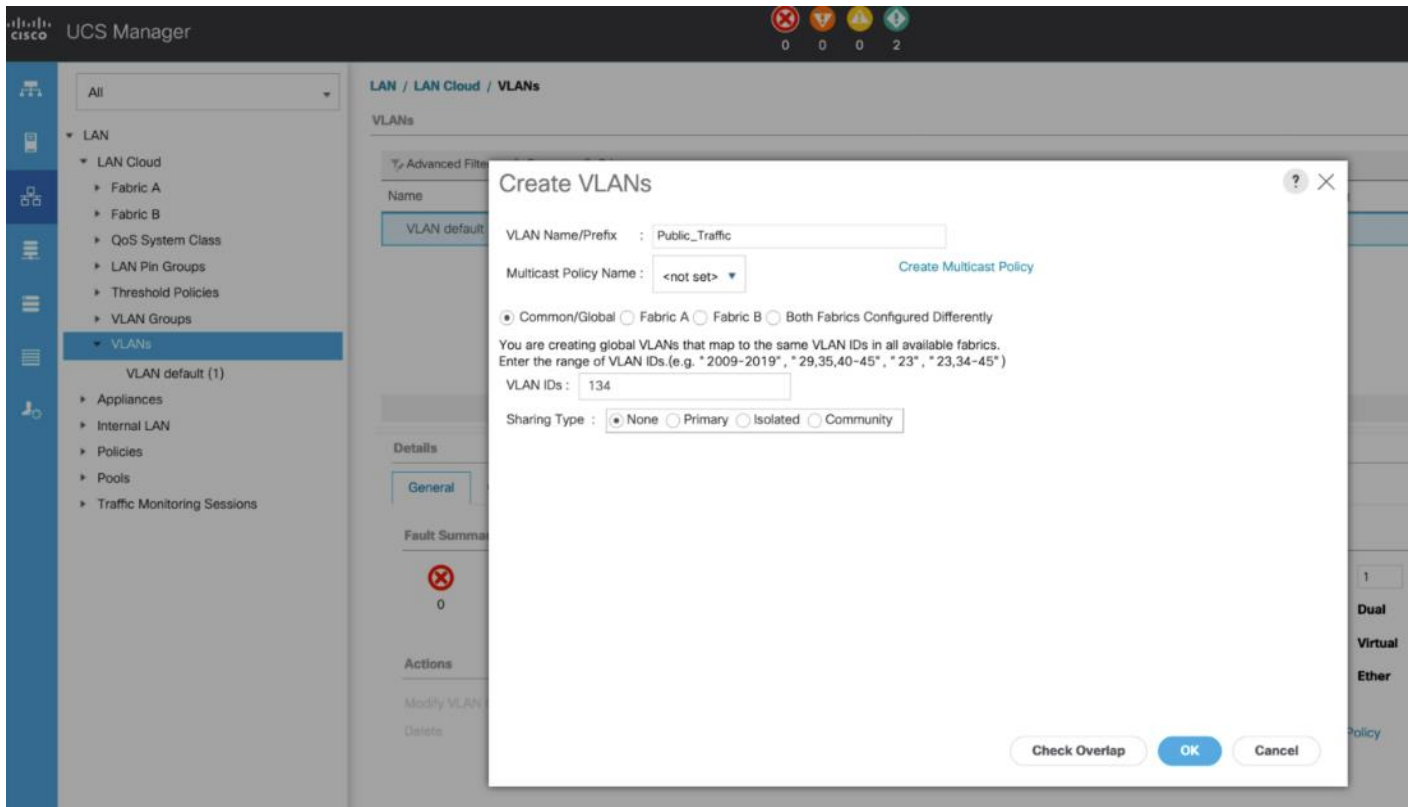 cisco UCS Manager
0 0 0 2
All
LAN
LAN Cloud
Fabric A
Fabric B
QoS System Class
LAN Pin Groups
Threshold Policies
VLAN Groups
VLANs
VLAN default (1)
Appliances
Internal LAN
Policies
Pools
Traffic Monitoring Sessions
LAN / LAN Cloud / VLANs
VLANs
Advanced Filte
Name
VLAN default
Details
General
Fault Summa
0
Actions
Modify VLAN
Delete
Create VLANs
?
VLAN Name/Prefix : Public_Traffic
Multicast Policy Name : <not set> Create Multicast Policy
Common/Global Fabric A Fabric B Both Fabrics Configured Differently
You are creating global VLANs that map to the same VLAN IDs in all available fabrics.
Enter the range of VLAN IDs.(e.g. "2009-2019", "29,35,40-45", "23", "23,34-45")
VLAN IDs : 134
Sharing Type : None Primary Isolated Community
Check Overlap OK Cancel
1
Dual
Virtual
Ether
Policy